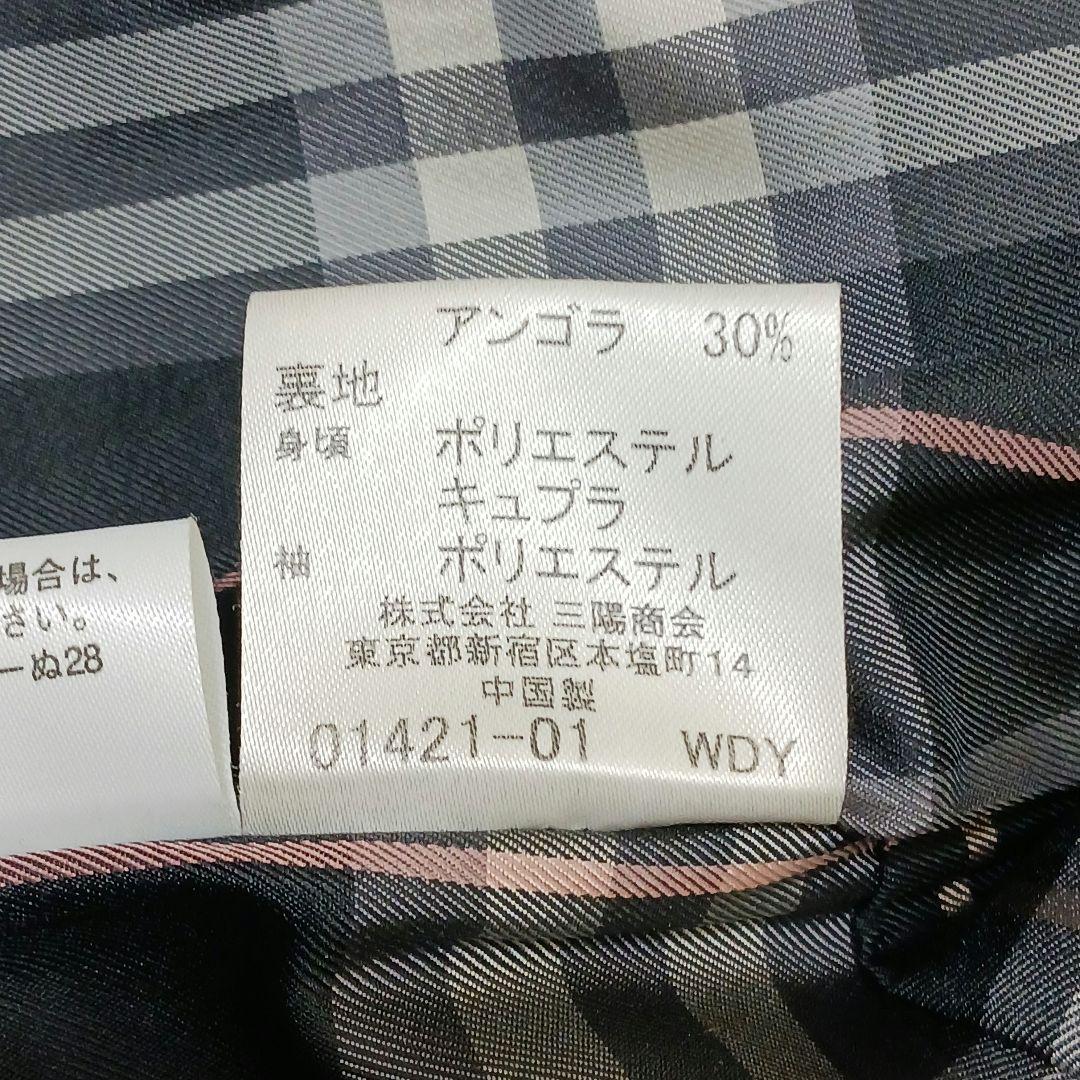 アンゴラ 30%
裏地
身頃 ポリエステル
キュプラ
袖 ポリエステル
株式会社 三陽商会
東京都新宿区本塩町14
中国製
01421-01 WDY
場合は、
さい。
ーぬ28